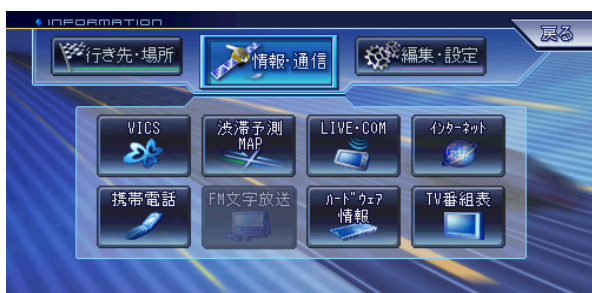 INFORMATION
戻る
行き先・場所
情報・通信
編集・設定
VICS
渋滞予測
MAP
LIVE・COM
インターネット
携帯電話
FM文字放送
ハードウェア
情報
TV番組表